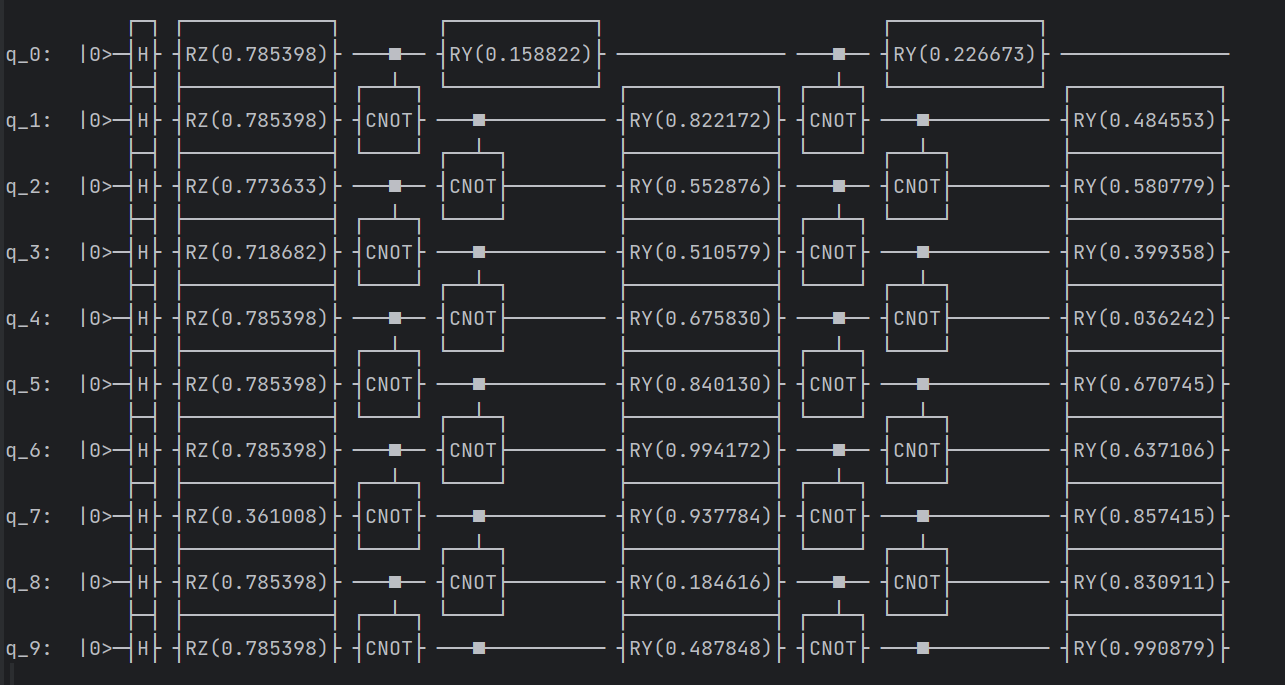 q_0: |0> H RZ(0.785398) RY(0.158822) RY(0.226673)
q_1: |0> H RZ(0.785398) CNOT RY(0.822172) CNOT RY(0.484553)
q_2: |0> H RZ(0.773633) CNOT RY(0.552876) CNOT RY(0.580779)
q_3: |0> H RZ(0.718682) CNOT RY(0.510579) CNOT RY(0.399358)
q_4: |0> H RZ(0.785398) CNOT RY(0.675830) CNOT RY(0.036242)
q_5: |0> H RZ(0.785398) CNOT RY(0.840130) CNOT RY(0.670745)
q_6: |0> H RZ(0.785398) CNOT RY(0.994172) CNOT RY(0.637106)
q_7: |0> H RZ(0.361008) CNOT RY(0.937784) CNOT RY(0.857415)
q_8: |0> H RZ(0.785398) CNOT RY(0.184616) CNOT RY(0.830911)
q_9: |0> H RZ(0.785398) CNOT RY(0.487848) CNOT RY(0.990879)